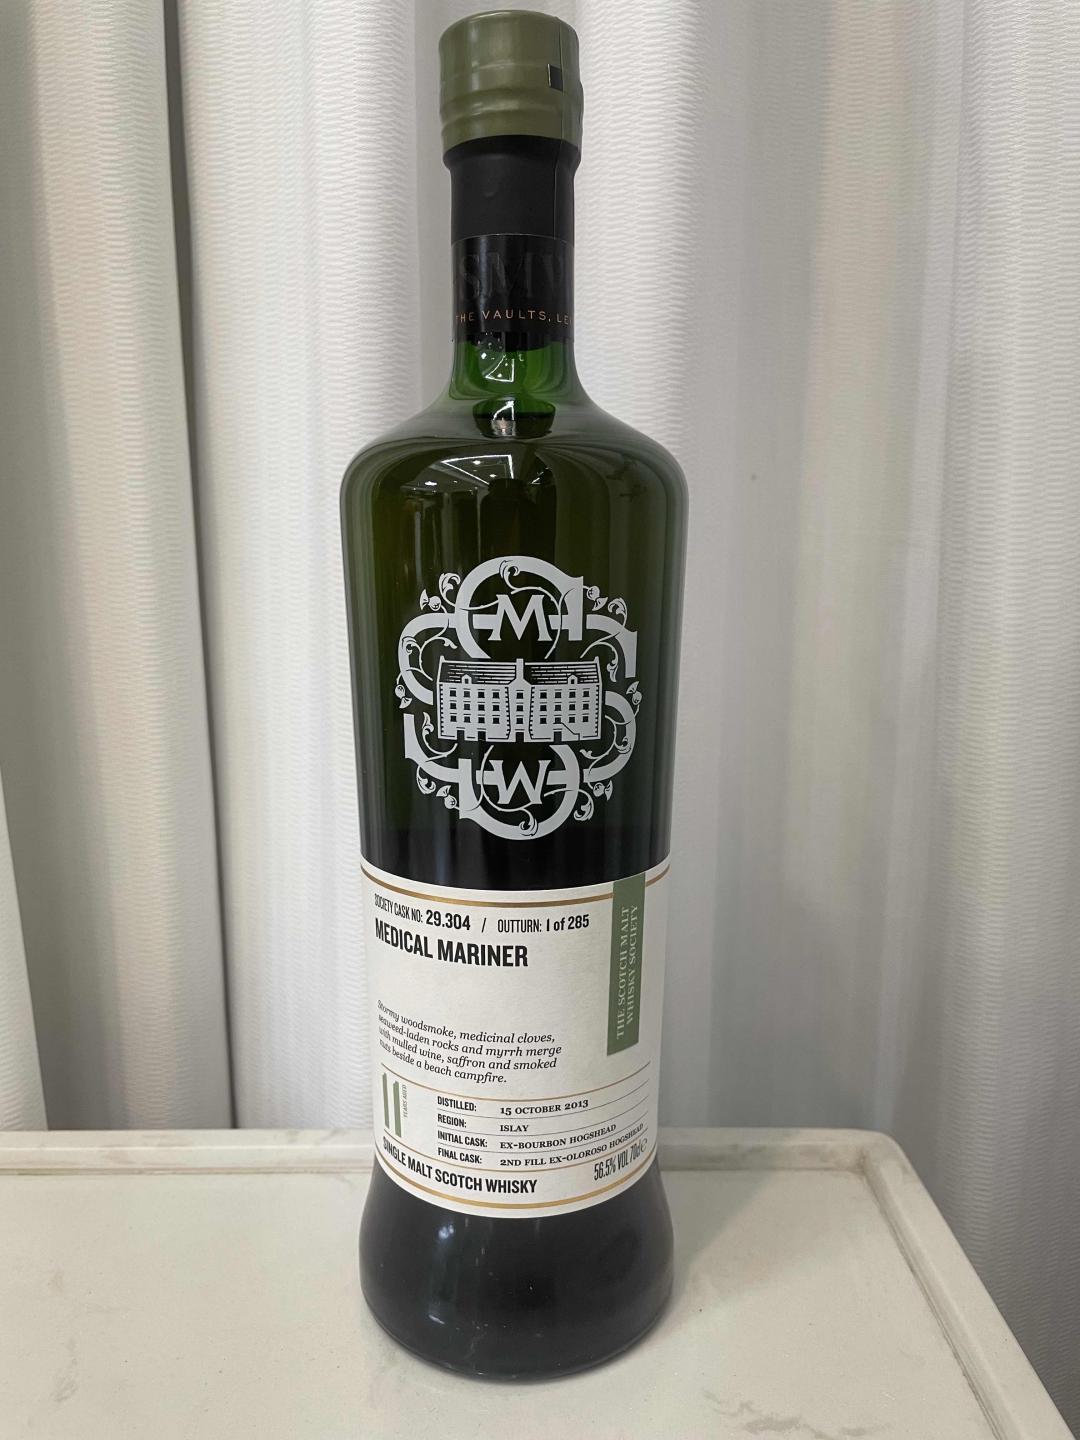 SMW
THE VAULTS, LE
M
W
SOCIETY CASK NO: 29.304 / OUTTURN: 1 of 285
MEDICAL MARINER
THE SCOTCH MALT
WHISKY SOCIETY
Stormy woodsmoke, medicinal cloves,
seaweed-laden rocks and myrrh merge
with mulled wine, saffron and smoked
nuts beside a beach campfire.
11 YEARS AGED
DISTILLED: 15 OCTOBER 2013
REGION: ISLAY
INITIAL CASK: EX-BOURBON HOGSHEAD
FINAL CASK: 2ND FILL EX-OLOROSO HOGSHEAD
SINGLE MALT SCOTCH WHISKY
56.5% VOL 70cl ℮